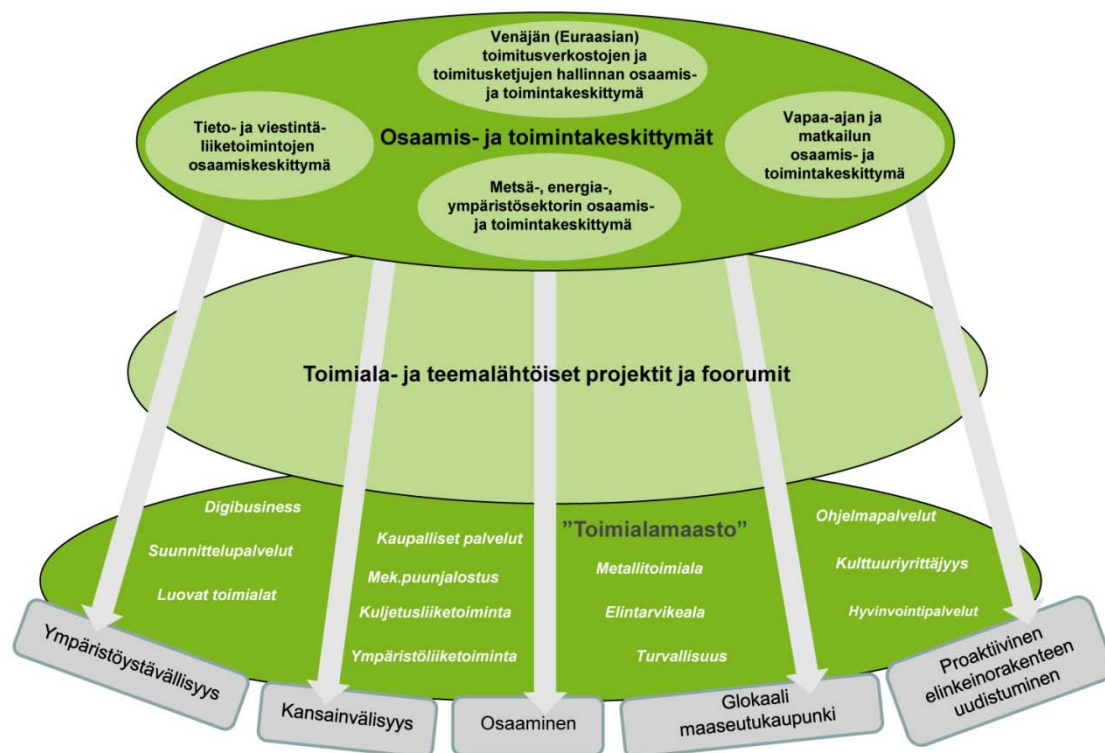 Venäjän (Euraasian)
toimitusverkostojen ja
toimitusketjujen hallinnan osaamis-
ja toimintakeskittymä
Tieto- ja viestintä-
liiketoimintojen
osaamiskeskittymä
Osaamis- ja toimintakeskittymät
Vapaa-ajan ja
matkailun
osaamis- ja
toimintakeskittymä
Metsä-, energia-,
ympäristösektorin osaamis-
ja toimintakeskittymä
Toimiala- ja teemalähtöiset projektit ja foorumit
Digibusiness
Suunnittelupalvelut
Luovat toimialat
Kaupalliset palvelut
Mek.puunjalostus
Kuljetusliiketoiminta
Ympäristöliiketoiminta
”Toimialamaasto”
Metallitoimiala
Elintarvikeala
Turvallisuus
Ohjelmapalvelut
Kulttuuriyrittäjyys
Hyvinvointipalvelut
Ympäristöystävällisyys
Kansainvälisyys
Osaaminen
Glokaali
maaseutukaupunki
Proaktiivinen
elinkeinorakenteen
uudistuminen